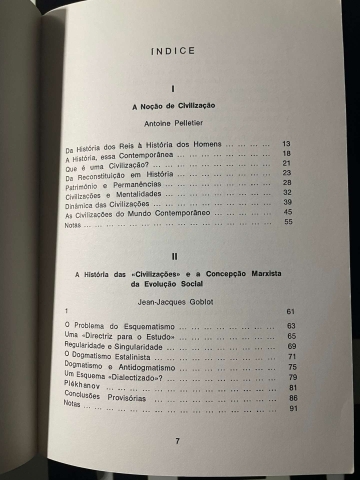 INDICE
I
A Noção de Civilização
Antoine Pelletier
Da História dos Reis à História dos Homens ... ... ... ... 13
A História, essa Contemporânea ... ... ... ... ... ... ... 18
Que é uma Civilização? ... ... ... ... ... ... ... ... ... 21
Da Reconstituição em História ... ... ... ... ... ... ... 23
Património e Permanências ... ... ... ... ... ... ... ... 28
Civilizações e Mentalidades ... ... ... ... ... ... ... ... 32
Dinâmica das Civilizações ... ... ... ... ... ... ... ... 39
As Civilizações do Mundo Contemporâneo ... ... ... ... 45
Notas ... ... ... ... ... ... ... ... ... ... ... ... ... 55
II
A História das «Civilizações» e a Concepção Marxista
da Evolução Social
Jean-Jacques Goblot
1 61
O Problema do Esquematismo ... ... ... ... ... ... ... 63
Uma «Directriz para o Estudo» ... ... ... ... ... ... ... 65
Regularidade e Singularidade ... ... ... ... ... ... ... 69
O Dogmatismo Estalinista ... ... ... ... ... ... ... ... 71
Dogmatismo e Antidogmatismo ... ... ... ... ... ... ... 75
Um Esquema «Dialectizado»? ... ... ... ... ... ... ... 79
Plékhanov ... ... ... ... ... ... ... ... ... ... ... ... 81
Conclusões Provisórias ... ... ... ... ... ... ... ... ... 86
Notas ... ... ... ... ... ... ... ... ... ... ... ... ... 91
7